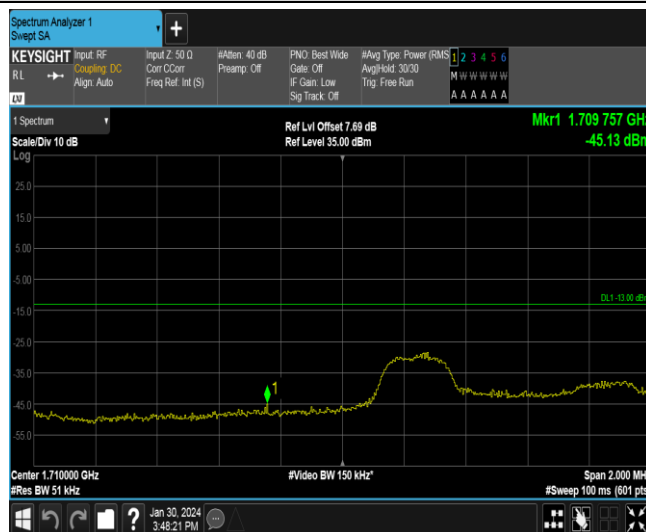 Spectrum Analyzer 1
Swept SA
KEYSIGHT
RL
LXI
Input: RF
Coupling: DC
Align: Auto
Input Z: 50 Ω
Corr CCorr
Freq Ref: Int (S)
#Atten: 40 dB
Preamp: Off
PNO: Best Wide
Gate: Off
IF Gain: Low
Sig Track: Off
#Avg Type: Power (RMS
Avg|Hold: 30/30
Trig: Free Run
1 2 3 4 5 6
M W W W W W
A A A A A A
1 Spectrum
Scale/Div 10 dB
Ref Lvl Offset 7.69 dB
Ref Level 35.00 dBm
Mkr1 1.709 757 GH
-45.13 dBm
Log
25.0
15.0
5.00
-5.00
DL1 -13.00 dB
-15.0
-25.0
-35.0
1
-45.0
-55.0
Center 1.710000 GHz
#Res BW 51 kHz
#Video BW 150 kHz*
Span 2.000 MH
#Sweep 100 ms (601 pts
?
Jan 30, 2024
3:48:21 PM